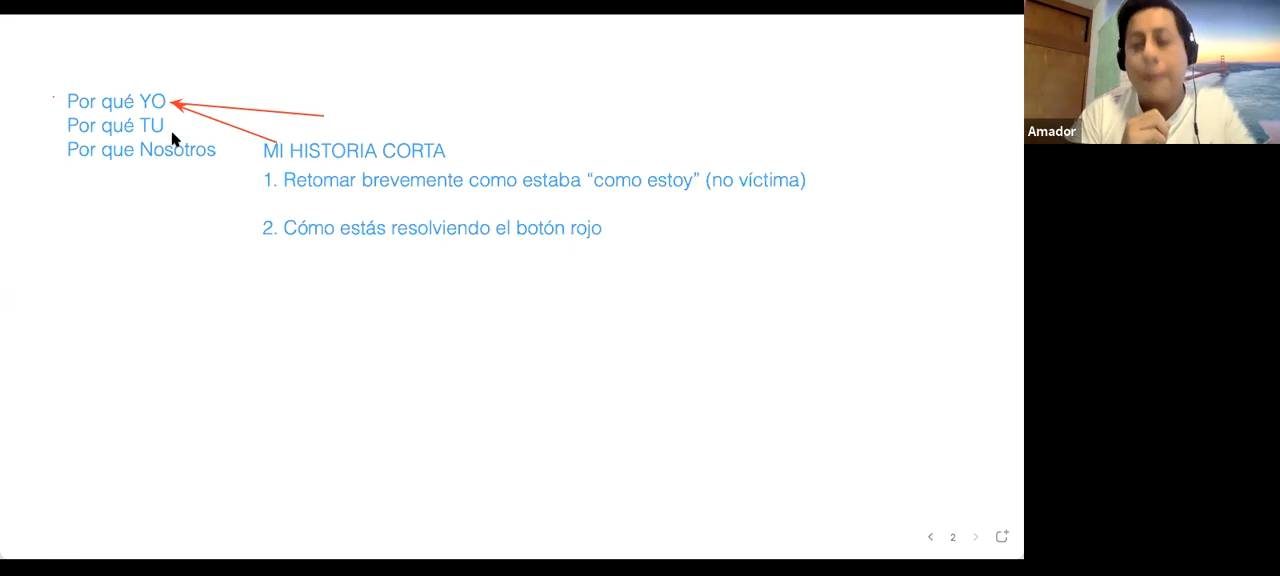 Por qué YO
Por qué TU
Por que Nosotros
MI HISTORIA CORTA
1. Retomar brevemente como estaba “como estoy” (no víctima)
2. Cómo estás resolviendo el botón rojo
2
Amador